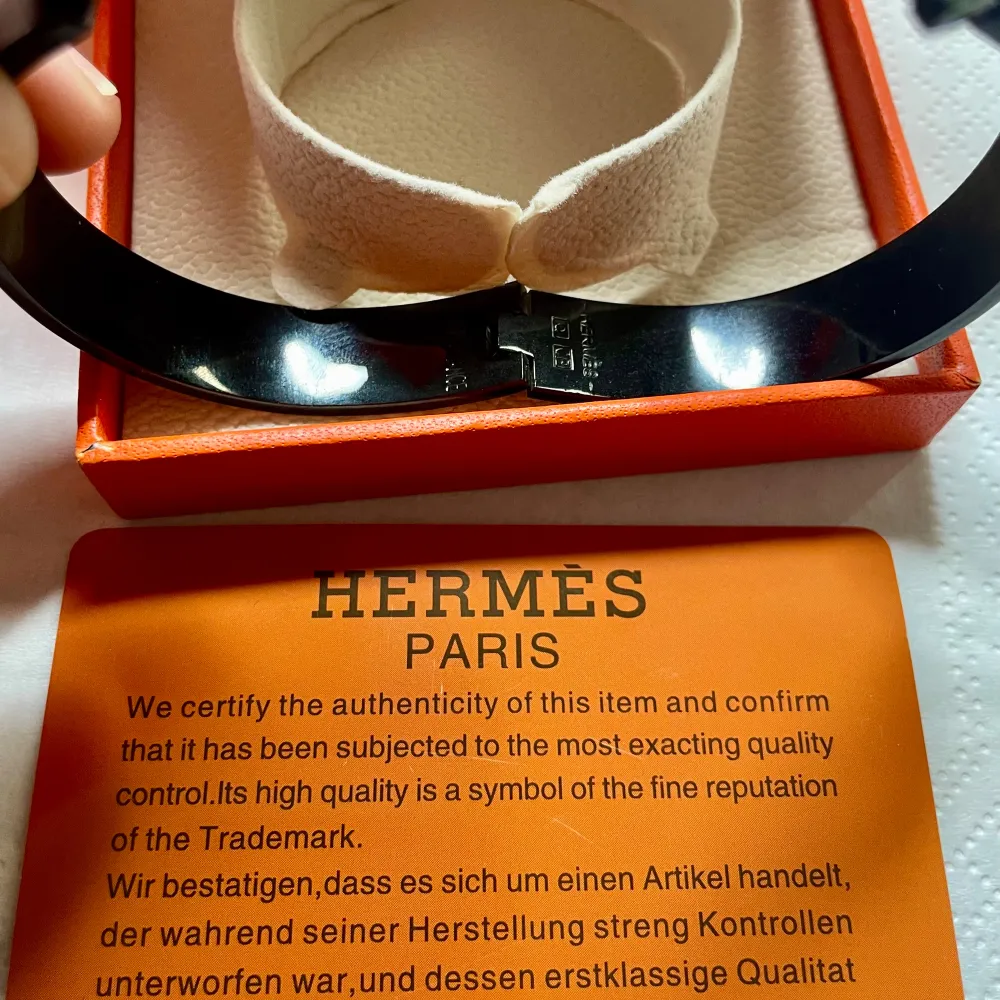 HERMÈS
HERMÈS
PARIS
We certify the authenticity of this item and confirm
that it has been subjected to the most exacting quality
control.Its high quality is a symbol of the fine reputation
of the Trademark.
Wir bestatigen,dass es sich um einen Artikel handelt,
der wahrend seiner Herstellung streng Kontrollen
unterworfen war,und dessen erstklassige Qualitat